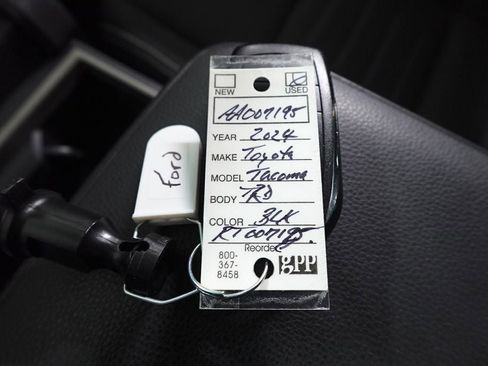 NEW USED
AA007195
YEAR 2024
MAKE Toyota
MODEL Tacoma
BODY TRD
COLOR BLK
RT007195
Reorder
800-
367-
8458
gPP
Ford